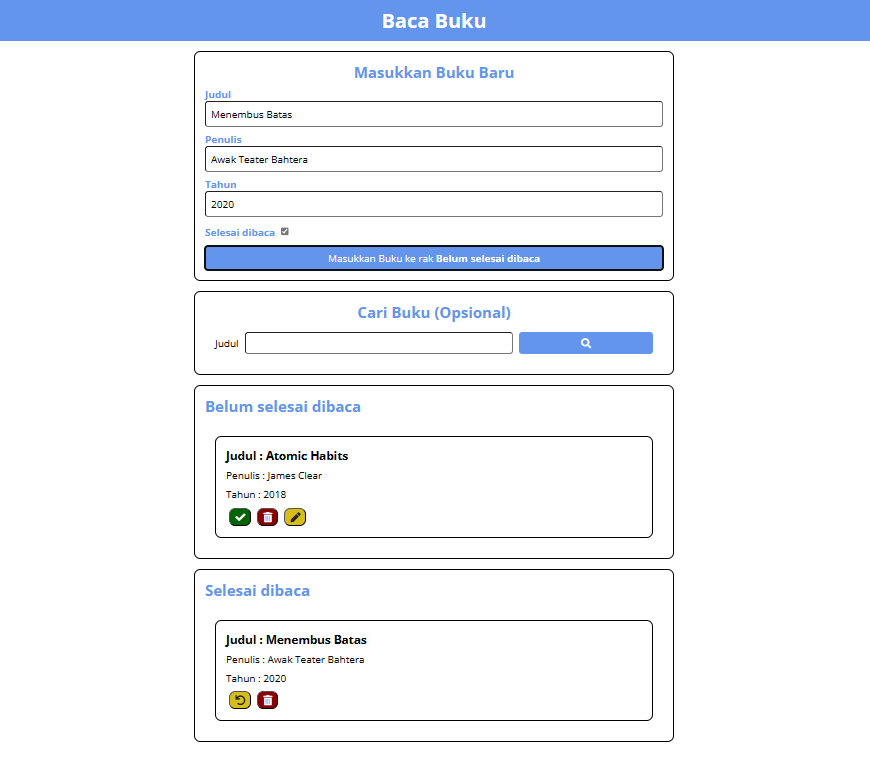 Baca Buku
Masukkan Buku Baru
Judul
Menembus Batas
Penulis
Awak Teater Bahtera
Tahun
2020
Selesai dibaca
Masukkan Buku ke rak Belum selesai dibaca
Cari Buku (Opsional)
Judul
Belum selesai dibaca
Judul : Atomic Habits
Penulis : James Clear
Tahun : 2018
Selesai dibaca
Judul : Menembus Batas
Penulis : Awak Teater Bahtera
Tahun : 2020